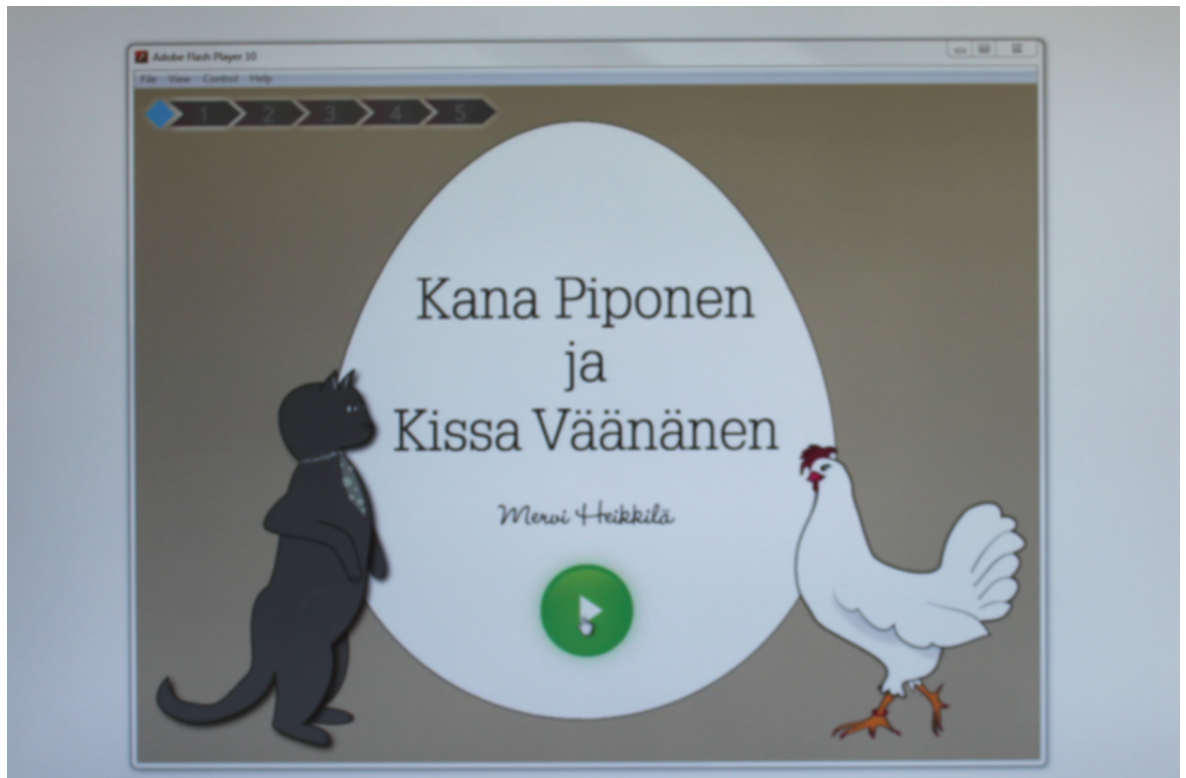 Adobe Flash Player 10
File View Control Help
1 2 3 4 5
Kana Piponen
ja
Kissa Väänänen
Mervi Heikkilä